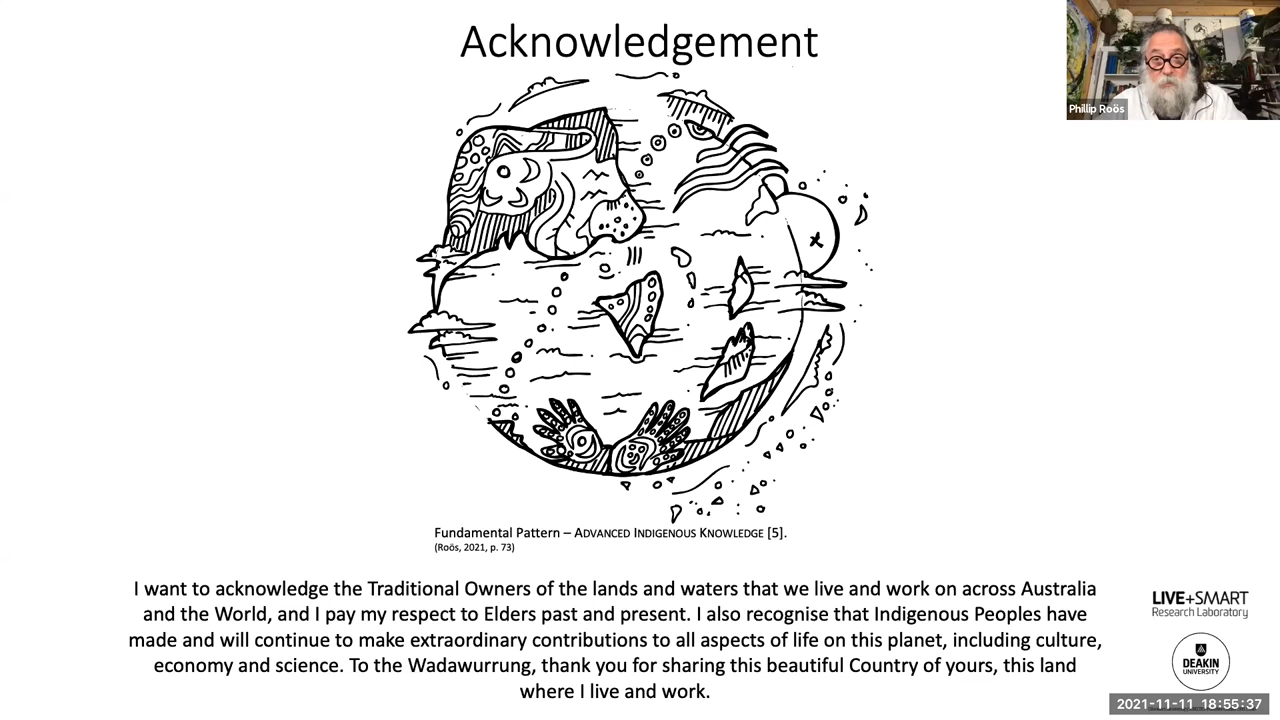 Acknowledgement
Phillip Roös
Fundamental Pattern – ADVANCED INDIGENOUS KNOWLEDGE [5].
(Roös, 2021, p. 73)
I want to acknowledge the Traditional Owners of the lands and waters that we live and work on across Australia
and the World, and I pay my respect to Elders past and present. I also recognise that Indigenous Peoples have
made and will continue to make extraordinary contributions to all aspects of life on this planet, including culture,
economy and science. To the Wadawurrung, thank you for sharing this beautiful Country of yours, this land
where I live and work.
LIVE+SMART
Research Laboratory
DEAKIN
UNIVERSITY
2021-11-11 18:55:37